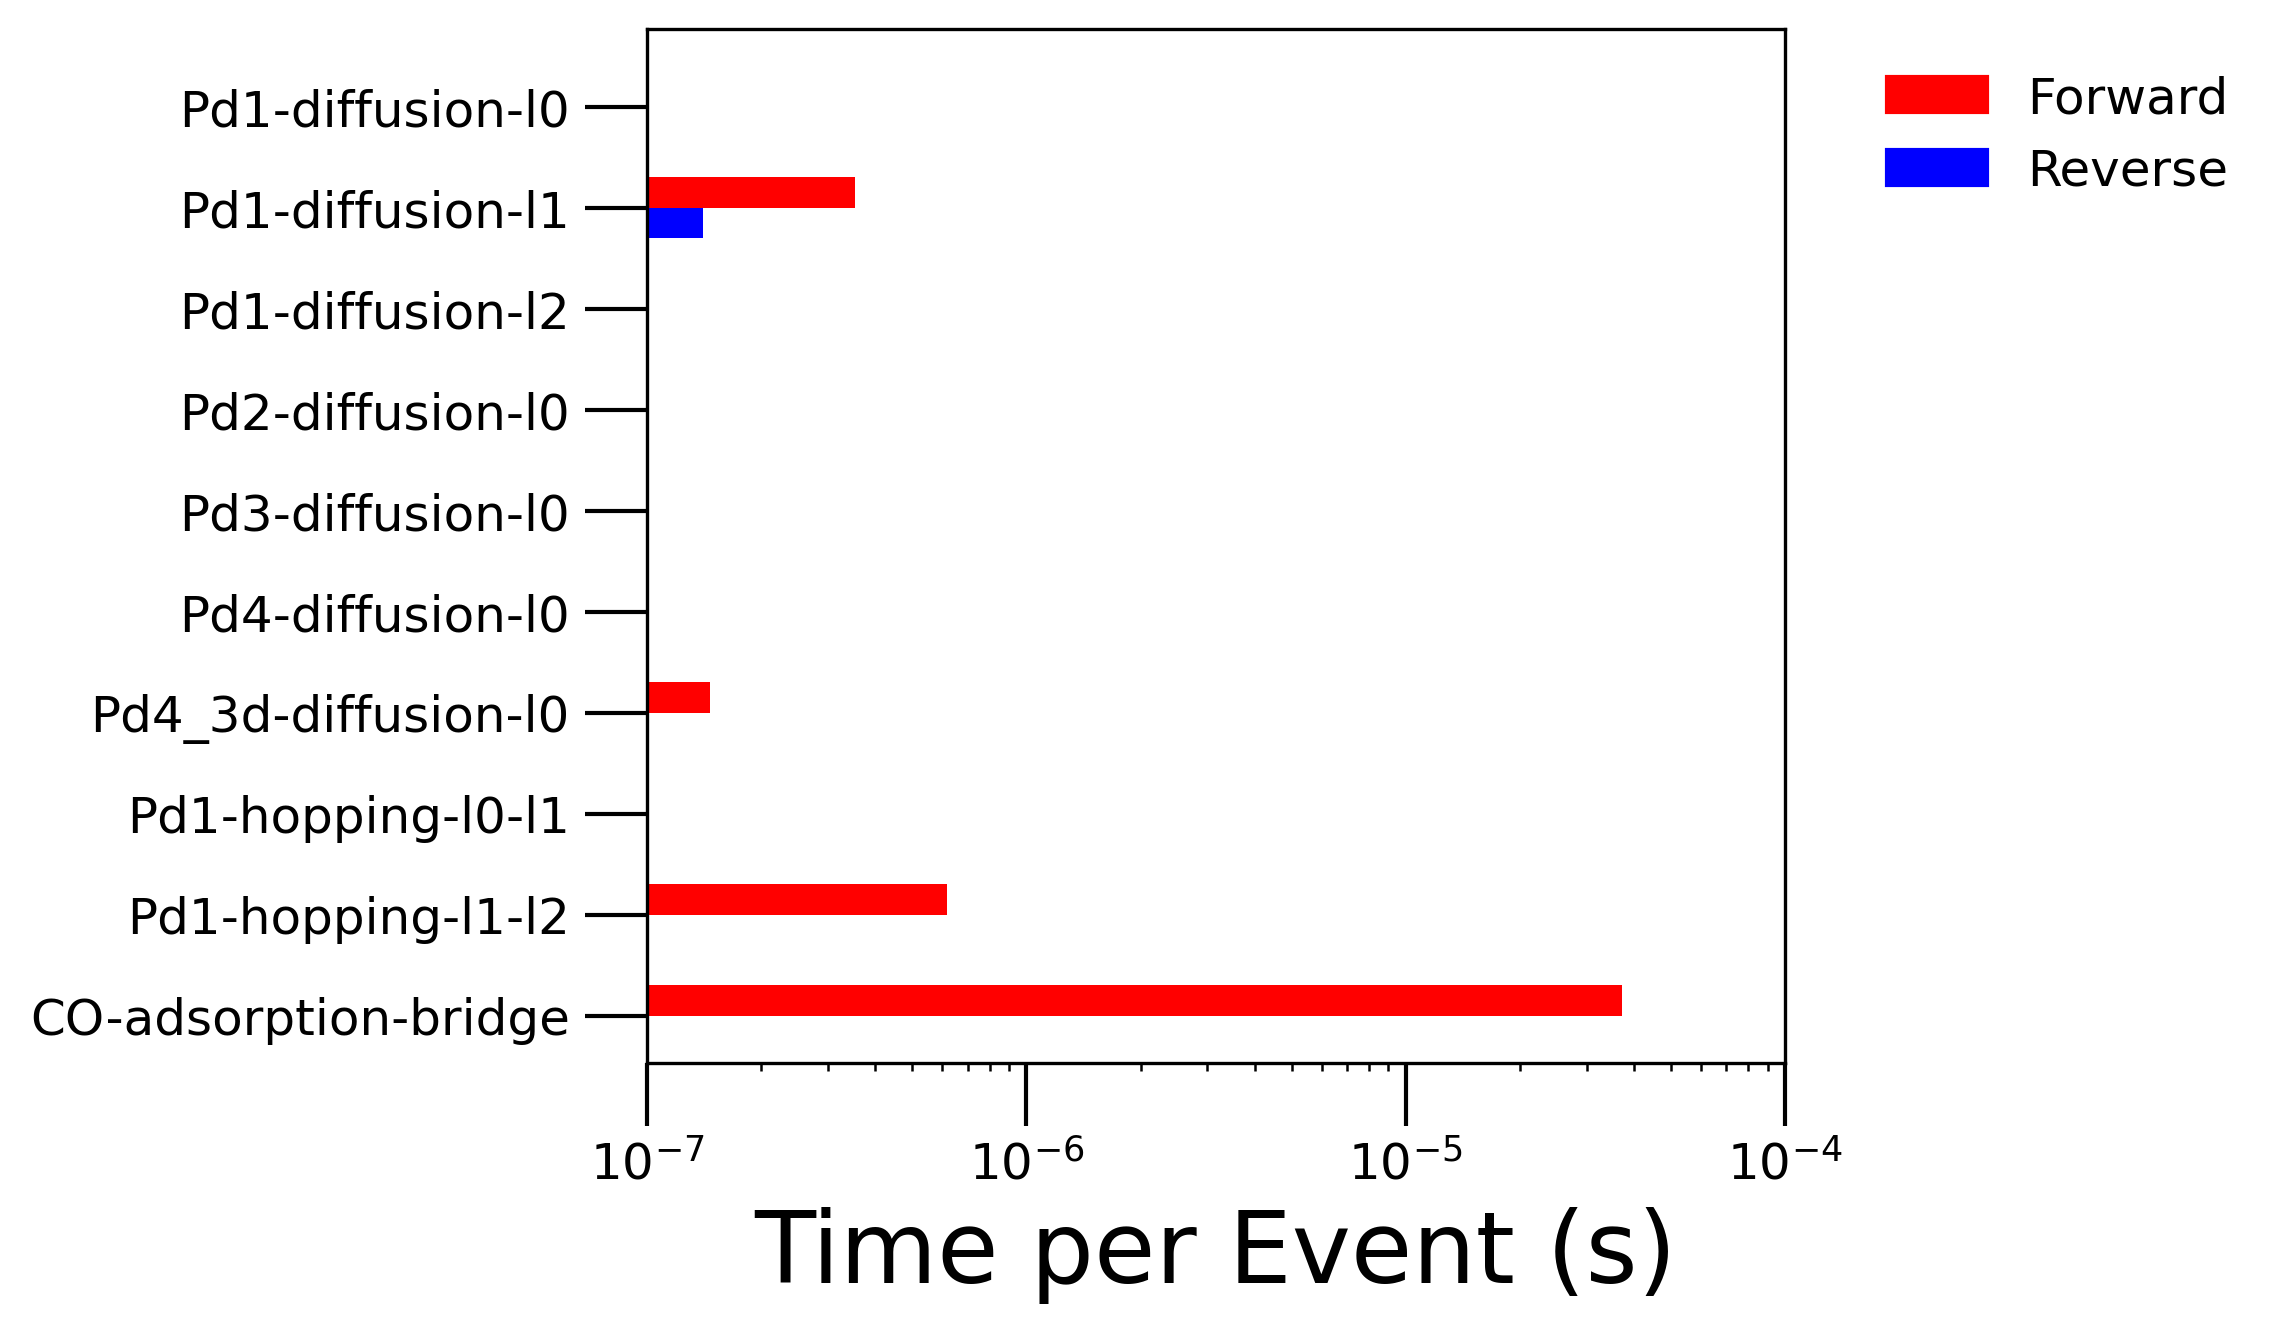 Pd1-diffusion-l0
Pd1-diffusion-l1
Pd1-diffusion-l2
Pd2-diffusion-l0
Pd3-diffusion-l0
Pd4-diffusion-l0
Pd4_3d-diffusion-l0
Pd1-hopping-l0-l1
Pd1-hopping-l1-l2
CO-adsorption-bridge
10⁻⁷ 10⁻⁶ 10⁻⁵ 10⁻⁴
Time per Event (s)
Forward
Reverse